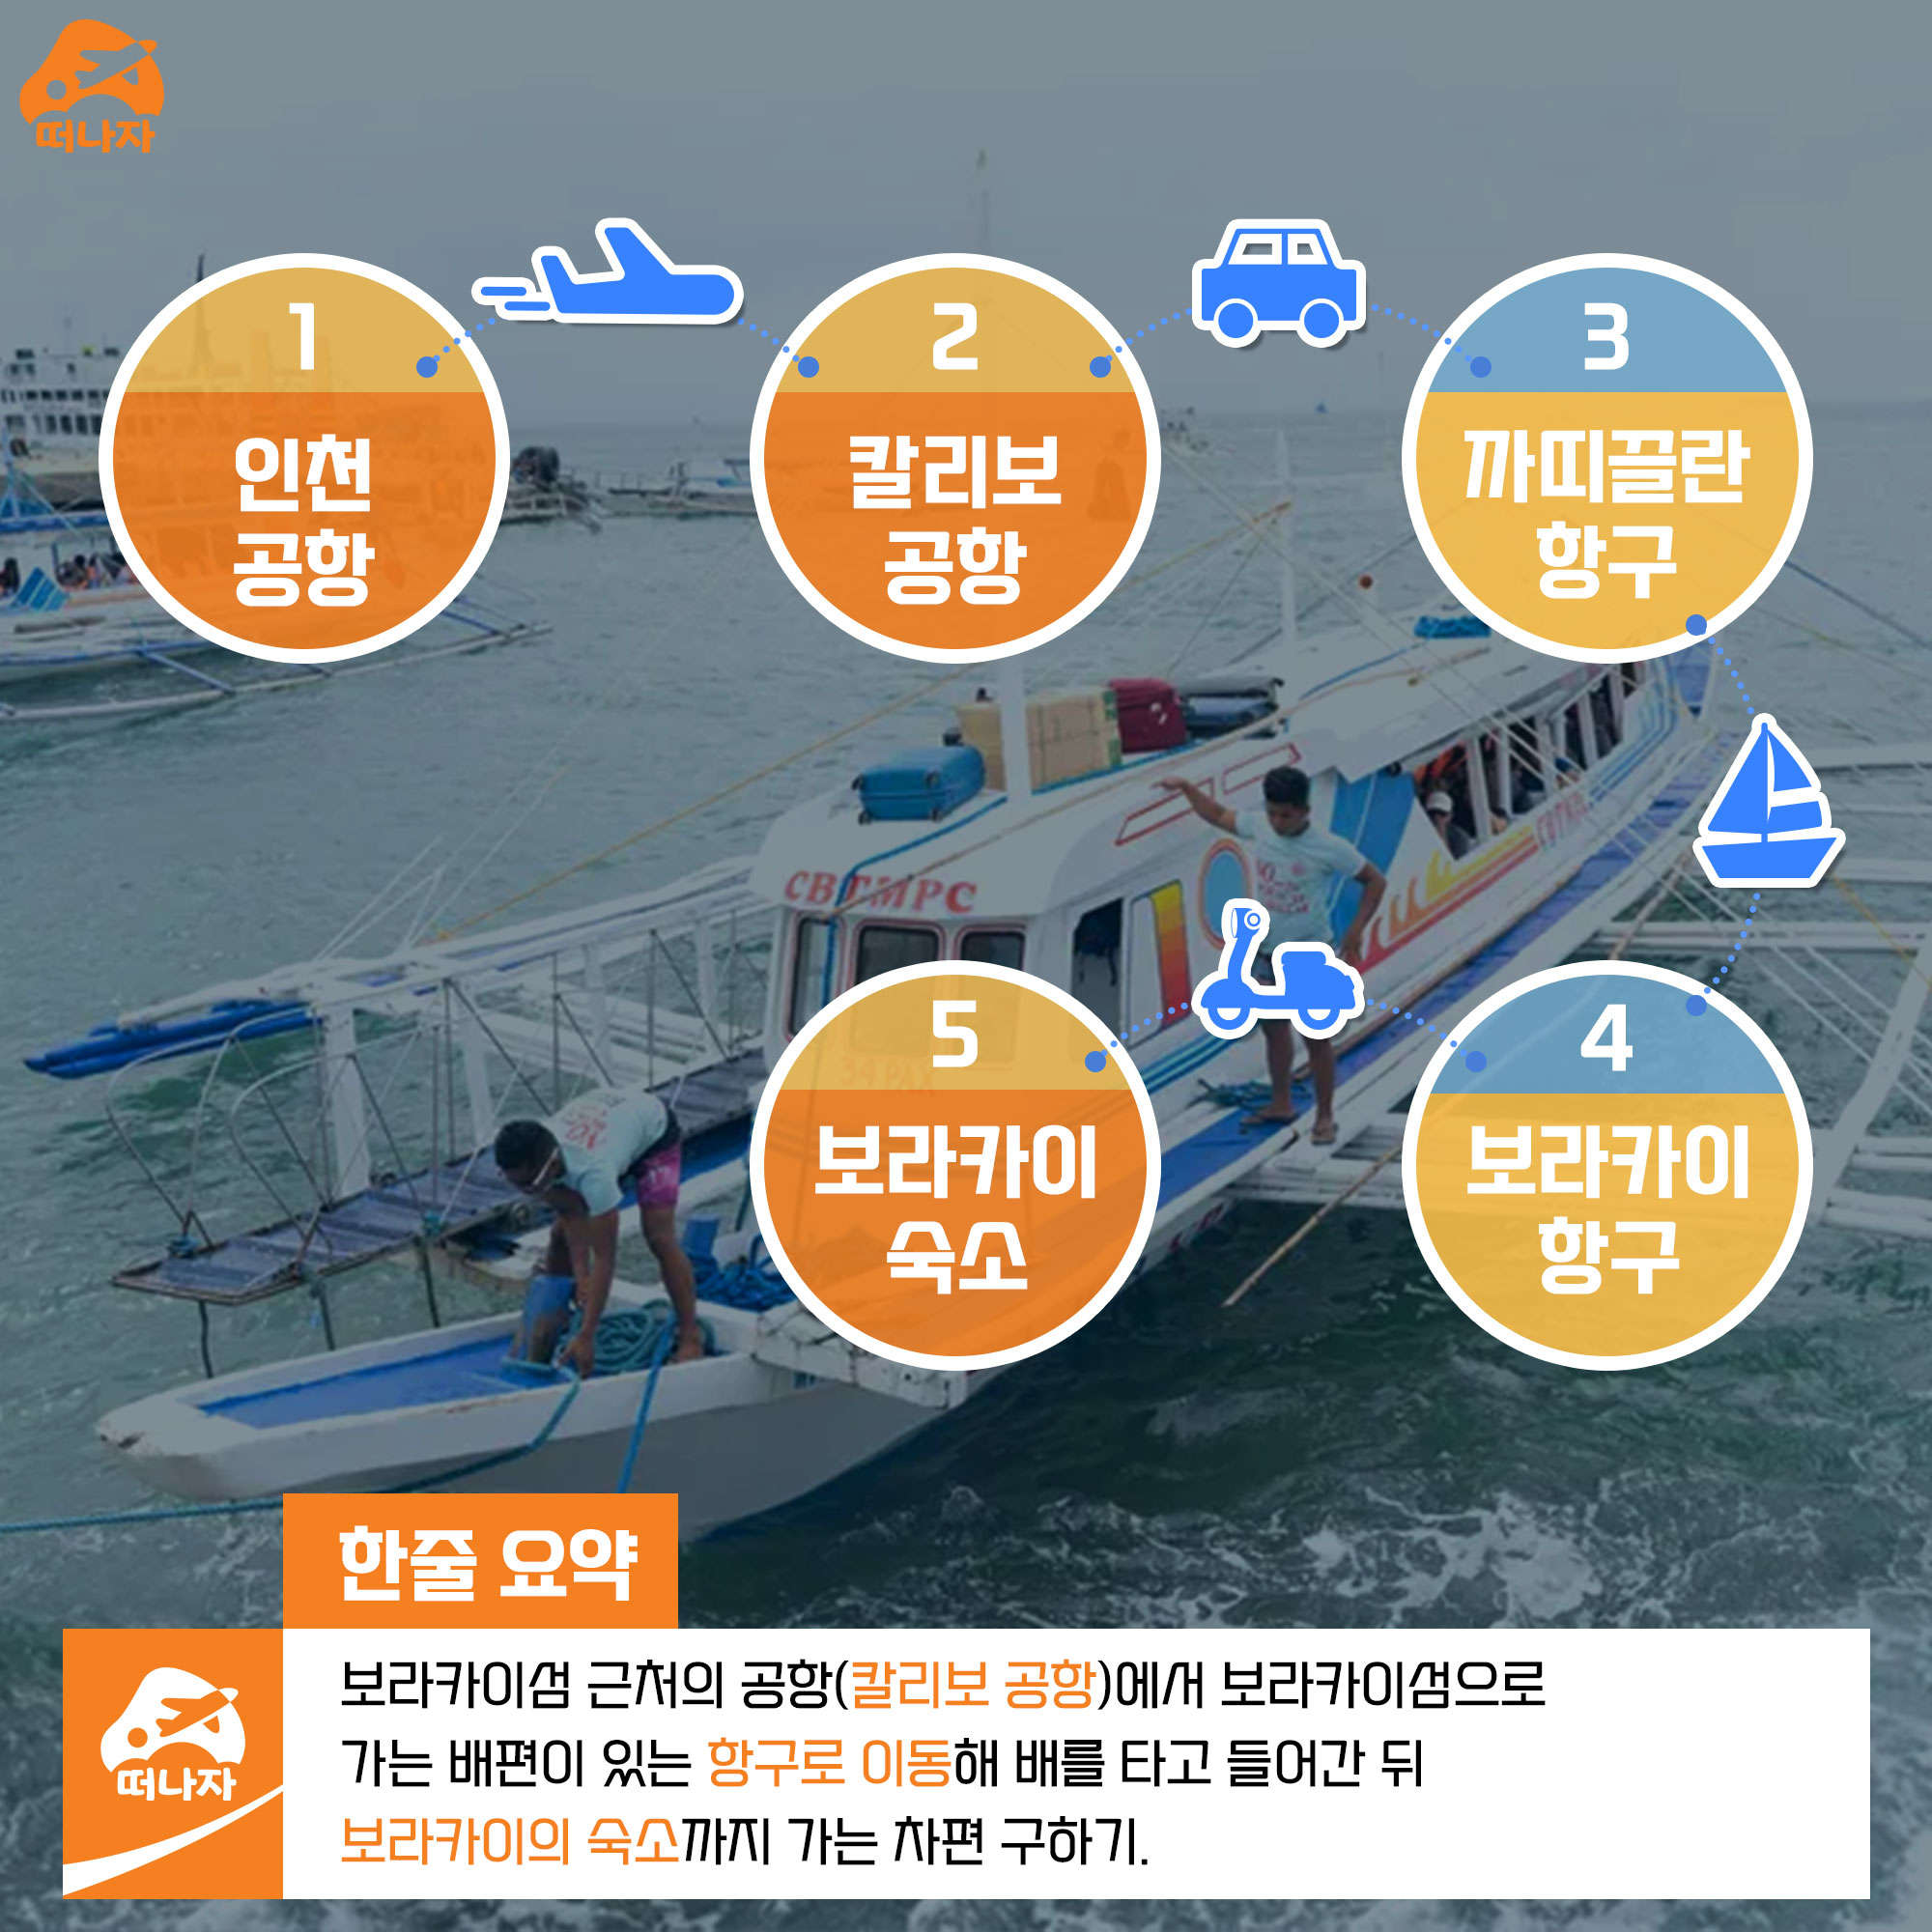 떠나자
1
인천
공항
2
칼리보
공항
3
까띠끌란
항구
CBTMPC
34 PAX
5
보라카이
숙소
4
보라카이
항구
한줄 요약
떠나자
보라카이섬 근처의 공항(칼리보 공항)에서 보라카이섬으로
가는 배편이 있는 항구로 이동해 배를 타고 들어간 뒤
보라카이의 숙소까지 가는 차편 구하기.